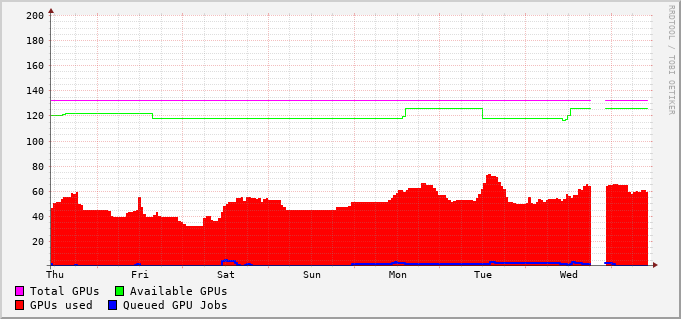 200
180
160
140
120
100
80
60
40
20
Thu Fri Sat Sun Mon Tue Wed
Total GPUs Available GPUs
GPUs used Queued GPU Jobs
RRDTOOL / TOBI OETIKER